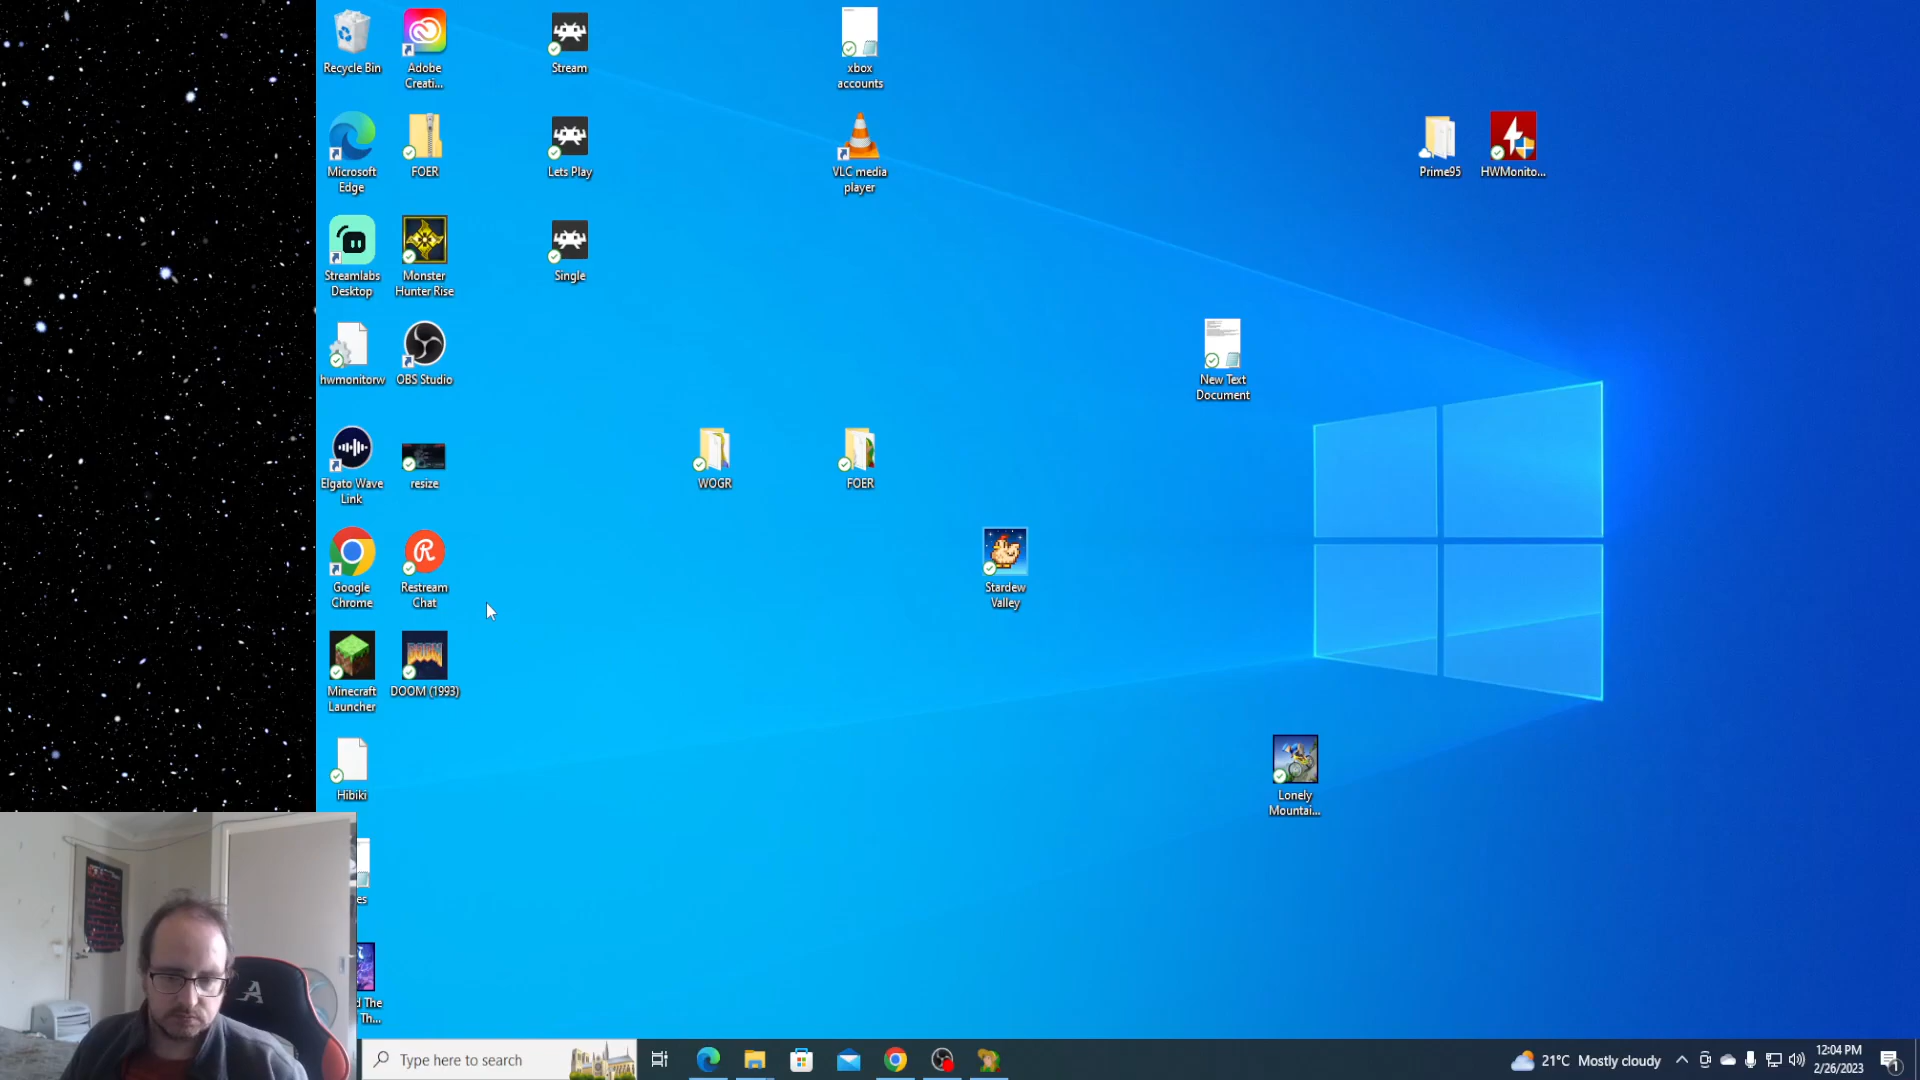 Recycle Bin
Adobe
Creati...
Stream
xbox
accounts
Microsoft
Edge
FOER
Lets Play
VLC media
player
Prime95
HWMonito...
Streamlabs
Desktop
Monster
Hunter Rise
Single
hwmonitorw
OBS Studio
New Text
Document
Elgato Wave
Link
resize
WOGR
FOER
Google
Chrome
Restream
Chat
Stardew
Valley
Minecraft
Launcher
DOOM
DOOM (1993)
Hibiki
Lonely
Mountai...
es
d The
Th...
A
Type here to search
21°C Mostly cloudy
12:04 PM
2/26/2023
1